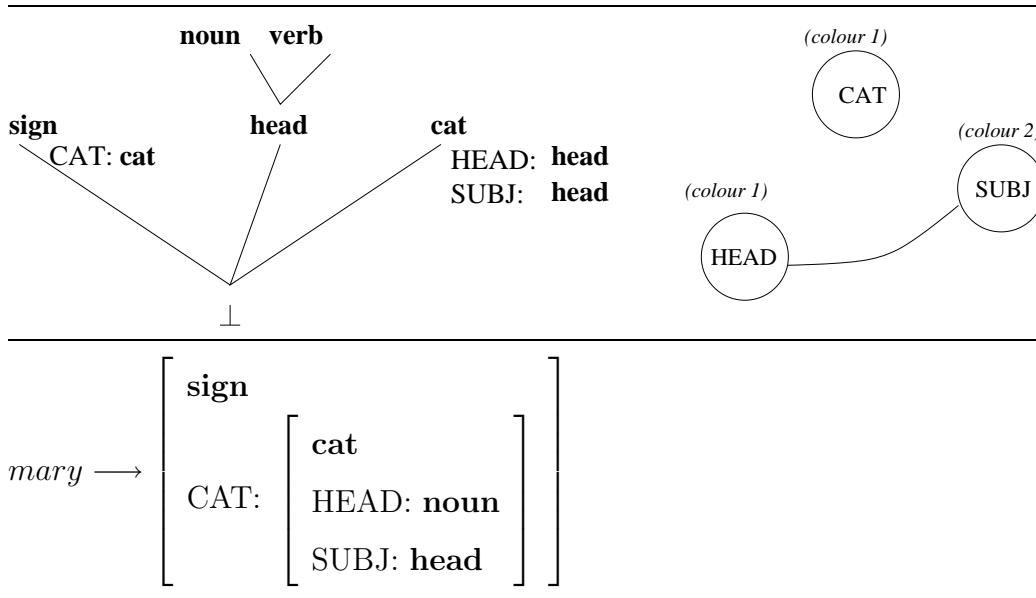 noun verb
(colour 1)
CAT
sign head cat
(colour 2)
CAT: cat
HEAD: head
SUBJ: head
(colour 1)
SUBJ
HEAD
⊥
sign
cat
mary ⟶ CAT: HEAD: noun
SUBJ: head